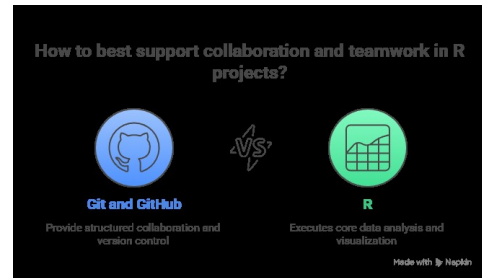 How to best support collaboration and teamwork in R
projects?
VS
Git and GitHub
R
Provide structured collaboration and
version control
Executes core data analysis and
visualization
Made with Napkin